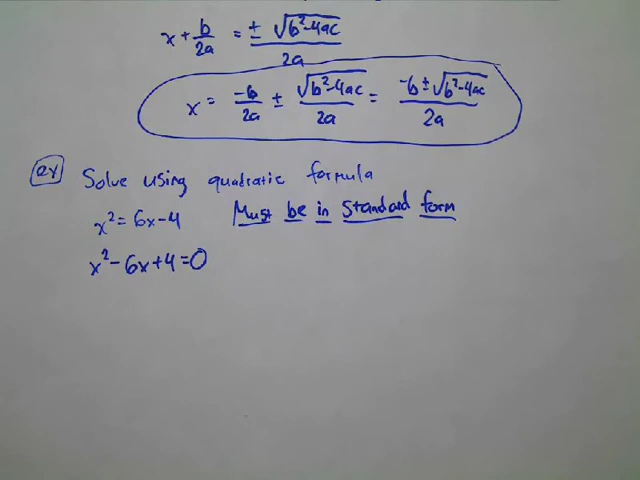 x + b/2a = ± √(b²-4ac) / 2a
x = -b/2a ± √(b²-4ac)/2a = (-b ± √(b²-4ac))/2a
ex Solve using quadratic formula
x² = 6x-4 Must be in Standard form
x² - 6x + 4 = 0